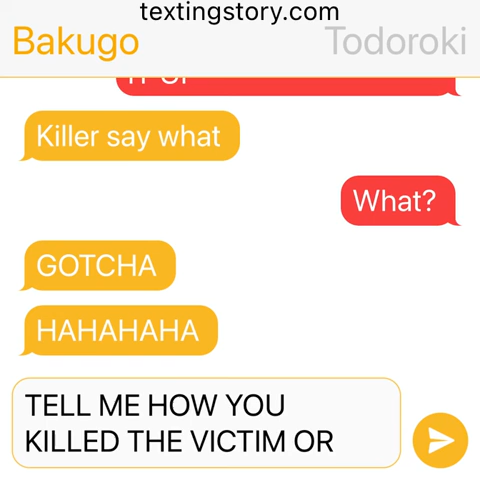 textingstory.com
Bakugo Todoroki
Killer say what
What?
GOTCHA
HAHAHAHA
TELL ME HOW YOU
KILLED THE VICTIM OR